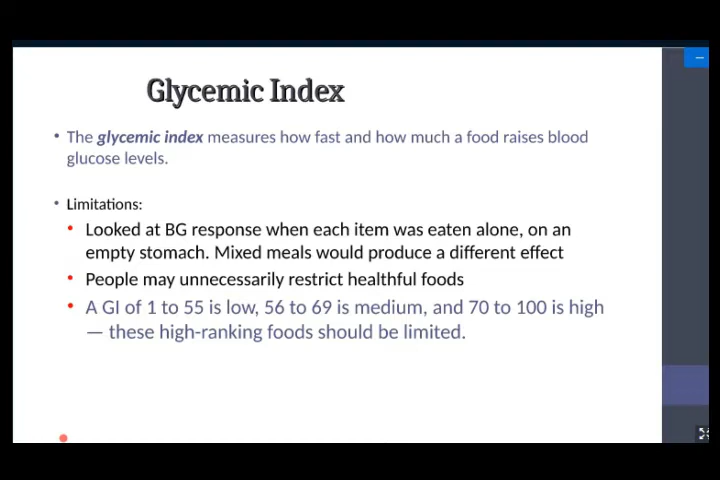 Glycemic Index
• The glycemic index measures how fast and how much a food raises blood
glucose levels.
• Limitations:
• Looked at BG response when each item was eaten alone, on an
empty stomach. Mixed meals would produce a different effect
• People may unnecessarily restrict healthful foods
• A GI of 1 to 55 is low, 56 to 69 is medium, and 70 to 100 is high
— these high-ranking foods should be limited.